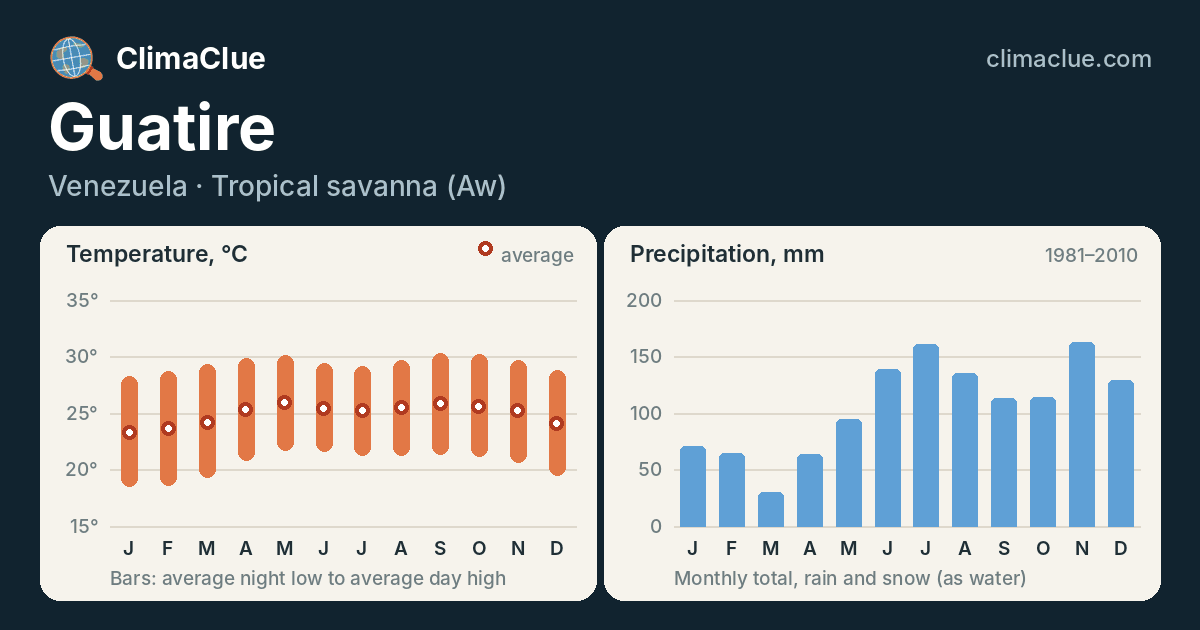 ClimaClue
climaclue.com
Guatire
Venezuela · Tropical savanna (Aw)
Temperature, °C
average
35°
30°
25°
20°
15°
J F M A M J J A S O N D
Bars: average night low to average day high
Precipitation, mm
1981–2010
200
150
100
50
0
J F M A M J J A S O N D
Monthly total, rain and snow (as water)